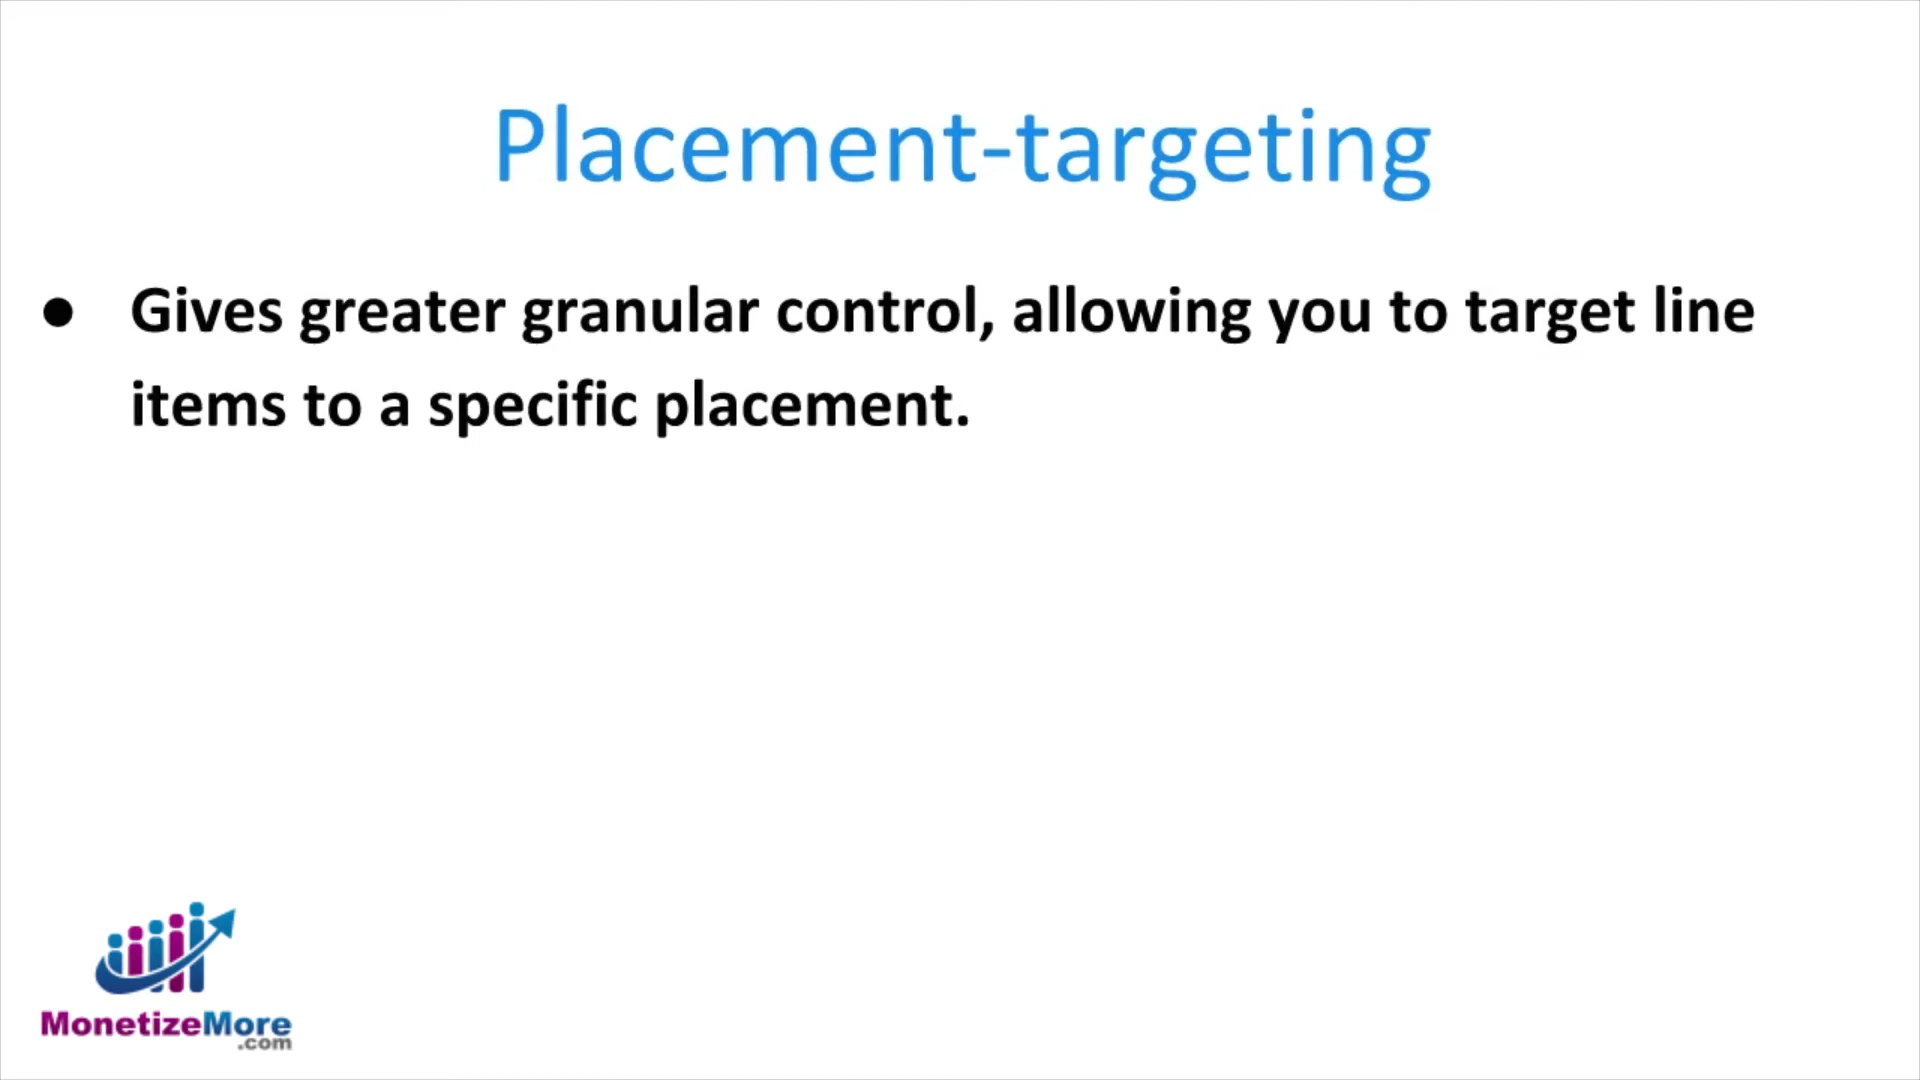 Placement-targeting
● Gives greater granular control, allowing you to target line
items to a specific placement.
MonetizeMore
.com